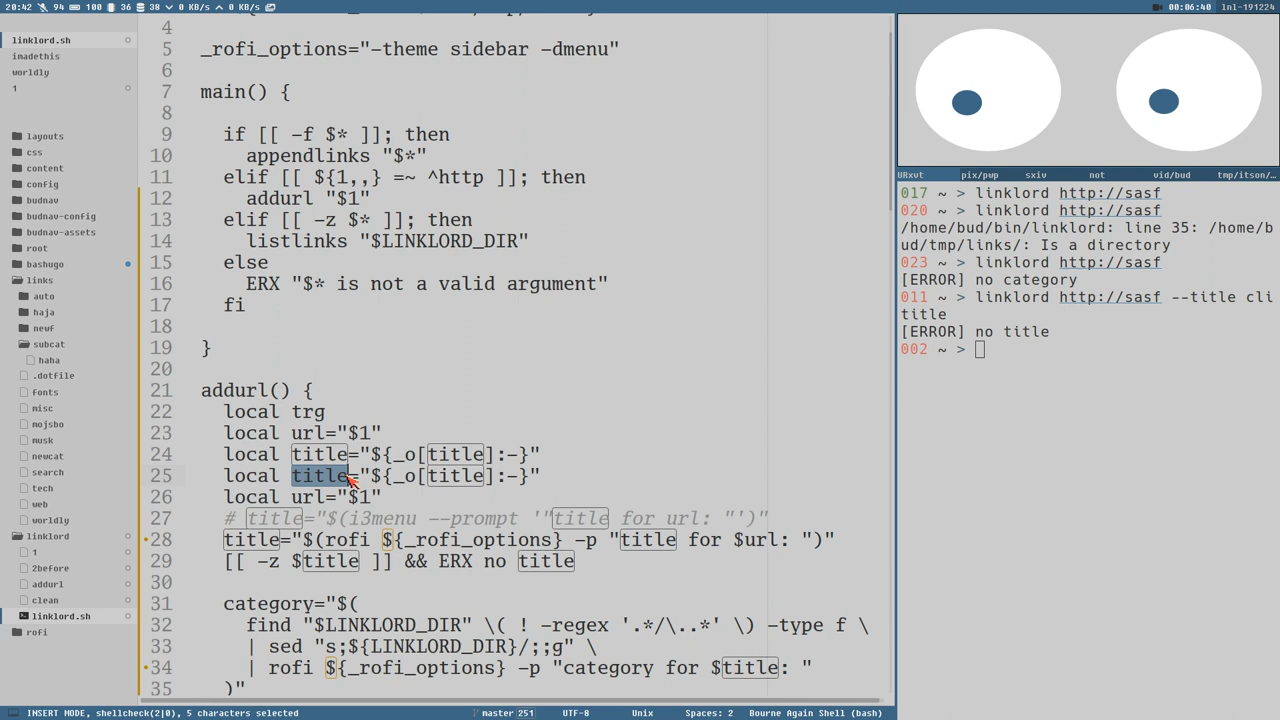 20:42 94 100 36 38 0 KB/s 0 KB/s
00:06:40 lnl-191224
linklord.sh
imadethis
worldly
1
layouts
css
content
config
budnav
budnav-config
budnav-assets
root
bashugo
links
auto
haja
newf
subcat
haha
.dotfile
fonts
misc
mojsbo
musk
newcat
search
tech
web
worldly
linklord
1
2before
addurl
clean
linklord.sh
rofi
4
5 _rofi_options="-theme sidebar -dmenu"
6
7 main() {
8
9 if [[ -f $* ]]; then
10 appendlinks "$*"
11 elif [[ ${1,,} =~ ^http ]]; then
12 addurl "$1"
13 elif [[ -z $* ]]; then
14 listlinks "$LINKLORD_DIR"
15 else
16 ERX "$* is not a valid argument"
17 fi
18
19 }
20
21 addurl() {
22 local trg
23 local url="$1"
24 local title="${_o[title]:-}"
25 local title="${_o[title]:-}"
26 local url="$1"
27 # title="$(i3menu --prompt '"title for url: "')"
28 title="$(rofi ${_rofi_options} -p "title for $url: ")"
29 [[ -z $title ]] && ERX no title
30
31 category="$(
32 find "$LINKLORD_DIR" \( ! -regex '.*/\..*' \) -type f \
33 | sed "s;${LINKLORD_DIR}/;;g" \
34 | rofi ${_rofi_options} -p "category for $title: "
35 )"
INSERT MODE, shellcheck(2|0), 5 characters selected master 251 UTF-8 Unix Spaces: 2 Bourne Again Shell (bash)
URxvt pix/pwp sxiv not vid/bud tmp/itson/…
017 ~ > linklord http://sasf
020 ~ > linklord http://sasf
/home/bud/bin/linklord: line 35: /home/b
ud/tmp/links/: Is a directory
023 ~ > linklord http://sasf
[ERROR] no category
011 ~ > linklord http://sasf --title cli
title
[ERROR] no title
002 ~ >